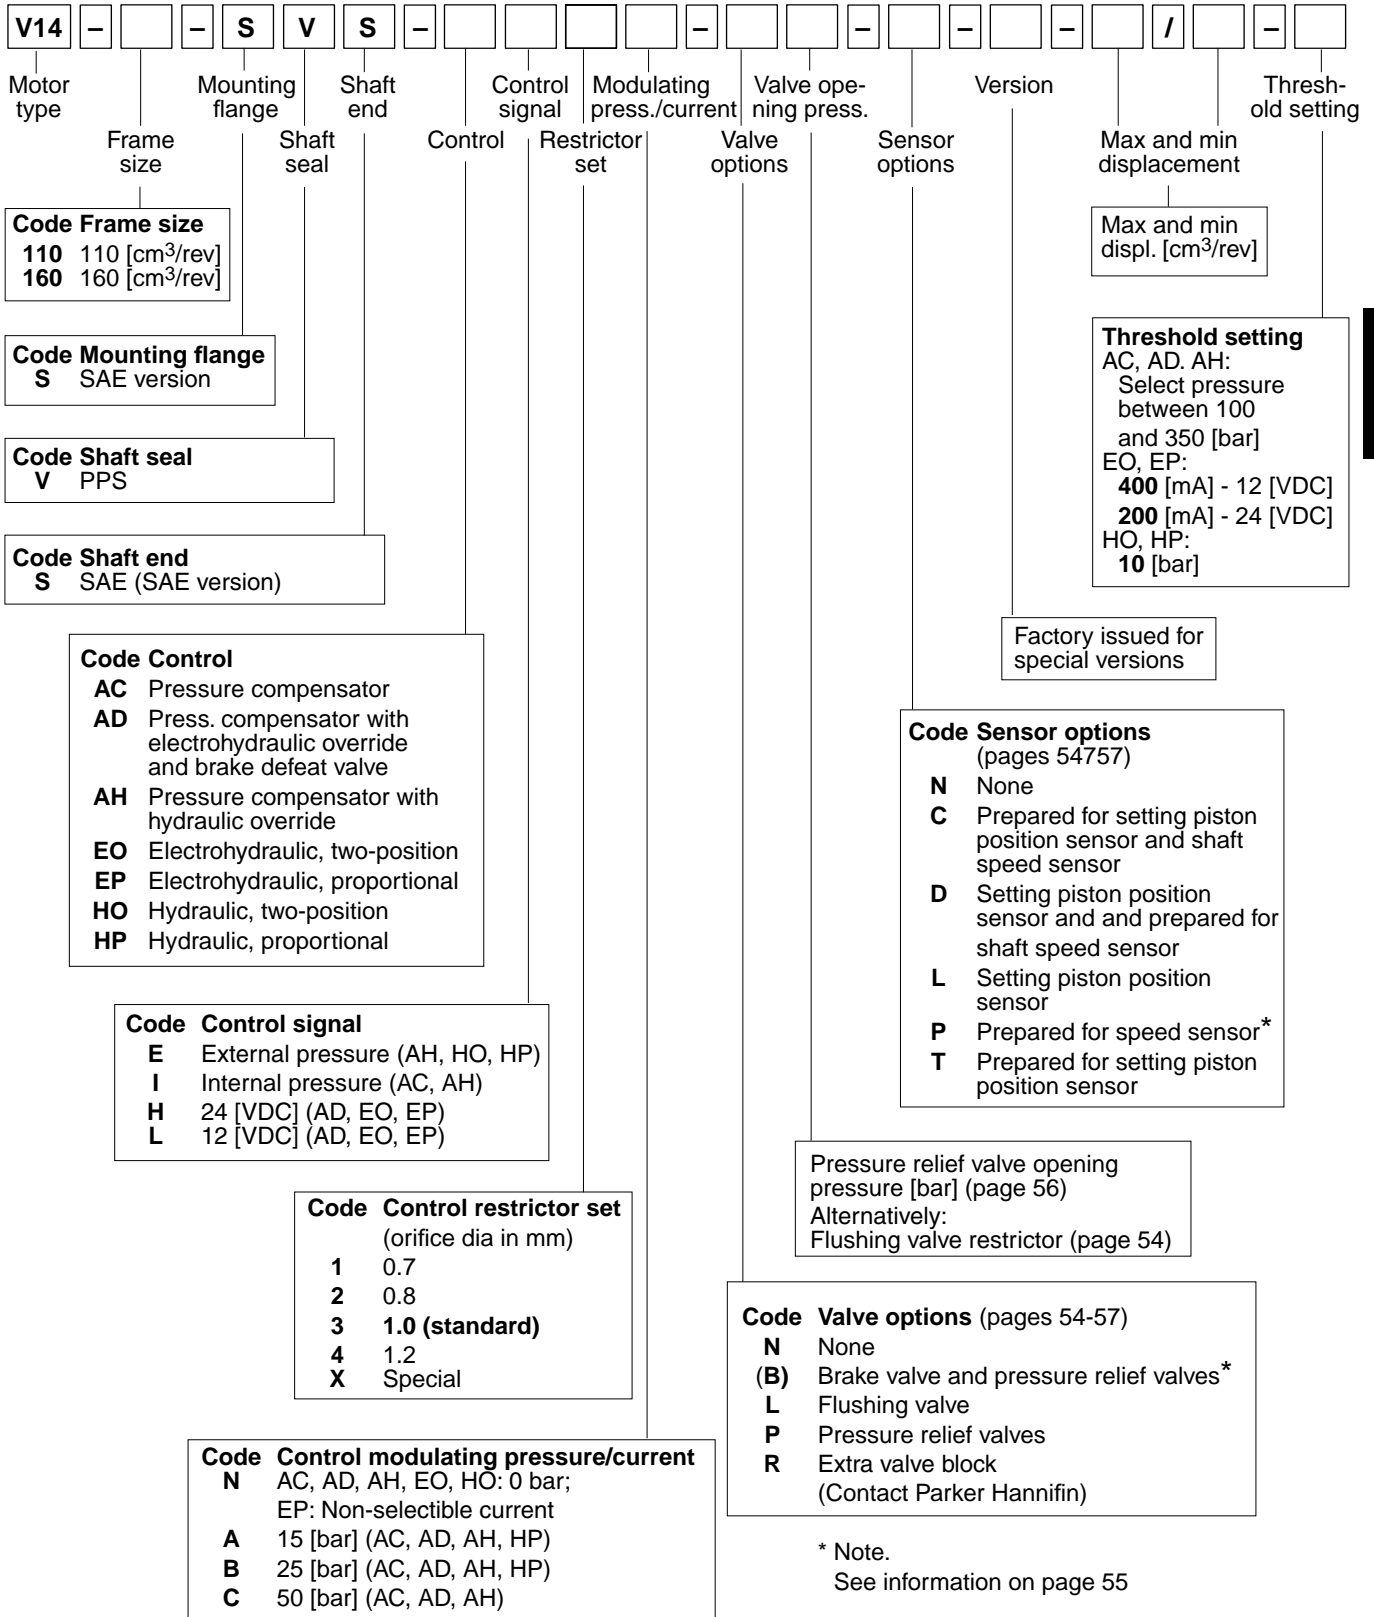 V14 – – S V S – – – – – / –
Motor type
Mounting flange
Shaft end
Control signal
Modulating press./current
Valve ope-
ning press.
Version
Thresh-
old setting
Frame size
Shaft seal
Control
Restrictor set
Valve options
Sensor options
Max and min displacement
Code Frame size
110 110 [cm3/rev]
160 160 [cm3/rev]
Max and min
displ. [cm3/rev]
Code Mounting flange
S SAE version
Code Shaft seal
V PPS
Code Shaft end
S SAE (SAE version)
Threshold setting
AC, AD. AH:
Select pressure
between 100
and 350 [bar]
EO, EP:
400 [mA] - 12 [VDC]
200 [mA] - 24 [VDC]
HO, HP:
10 [bar]
Factory issued for
special versions
Code Control
AC Pressure compensator
AD Press. compensator with
electrohydraulic override
and brake defeat valve
AH Pressure compensator with
hydraulic override
EO Electrohydraulic, two-position
EP Electrohydraulic, proportional
HO Hydraulic, two-position
HP Hydraulic, proportional
Code Sensor options
(pages 54757)
N None
C Prepared for setting piston
position sensor and shaft
speed sensor
D Setting piston position
sensor and and prepared for
shaft speed sensor
L Setting piston position
sensor
P Prepared for speed sensor*
T Prepared for setting piston
position sensor
Code Control signal
E External pressure (AH, HO, HP)
I Internal pressure (AC, AH)
H 24 [VDC] (AD, EO, EP)
L 12 [VDC] (AD, EO, EP)
Pressure relief valve opening
pressure [bar] (page 56)
Alternatively:
Flushing valve restrictor (page 54)
Code Control restrictor set
(orifice dia in mm)
1 0.7
2 0.8
3 1.0 (standard)
4 1.2
X Special
Code Valve options (pages 54-57)
N None
(B) Brake valve and pressure relief valves*
L Flushing valve
P Pressure relief valves
R Extra valve block
(Contact Parker Hannifin)
Code Control modulating pressure/current
N AC, AD, AH, EO, HO: 0 bar;
EP: Non-selectible current
A 15 [bar] (AC, AD, AH, HP)
B 25 [bar] (AC, AD, AH, HP)
C 50 [bar] (AC, AD, AH)
* Note.
See information on page 55